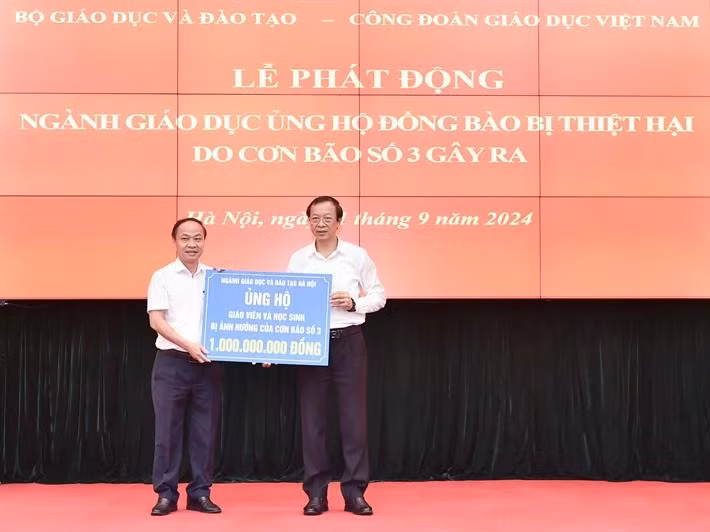 BỘ GIÁO DỤC VÀ ĐÀO TẠO – CÔNG ĐOÀN GIÁO DỤC VIỆT NAM
LỄ PHÁT ĐỘNG
NGÀNH GIÁO DỤC ỦNG HỘ ĐỒNG BÀO BỊ THIỆT HẠI
DO CƠN BÃO SỐ 3 GÂY RA
Hà Nội, ngày tháng 9 năm 2024
NGÀNH GIÁO DỤC VÀ ĐÀO TẠO HÀ NỘI
ỦNG HỘ
GIÁO VIÊN VÀ HỌC SINH
BỊ ẢNH HƯỞNG CỦA CƠN BÃO SỐ 3
1.000.000.000 ĐỒNG